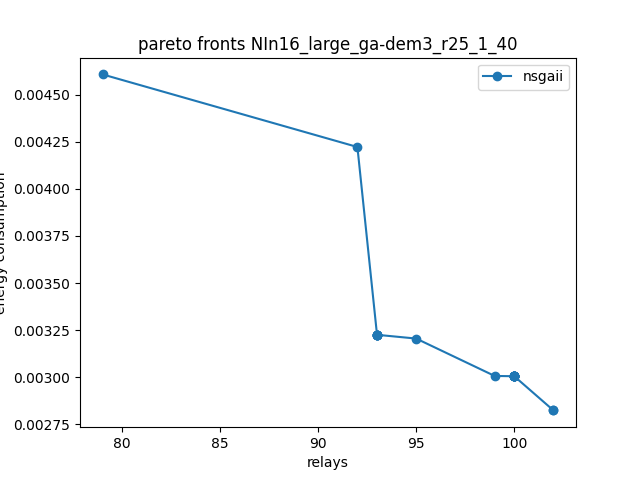 pareto fronts NIn16_large_ga-dem3_r25_1_40
nsgaii
0.00450
0.00425
0.00400
0.00375
0.00350
0.00325
0.00300
0.00275
energy consumption
80 85 90 95 100
relays